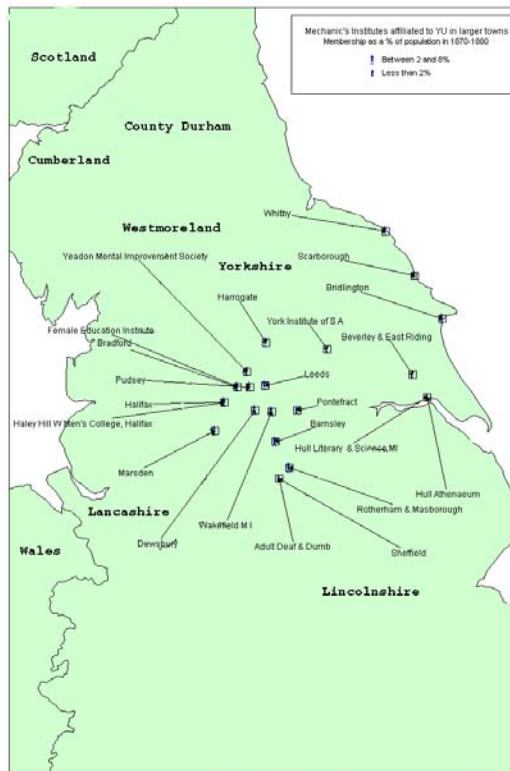 Mechanic's Institutes affiliated to YU in larger towns
Membership as a % of population in 1870-1880
Between 2 and 8%
Less than 2%
Scotland
County Durham
Cumberland
Westmoreland
Whitby
Yeadon Mental Improvement Society
Scarborough
Yorkshire
Bridlington
Harrogate
York Institute of S A
Female Education Institute
Beverley & East Riding
Bradford
Pudsey
Leeds
Halifax
Pontefract
Haley Hill W Men's College, Halifax
Barnsley
Hull Literary & Science MI
Marsden
Hull Athenaeum
Lancashire
Rotherham & Masborough
Wakefield M I
Dewsbury
Adult Deaf & Dumb
Sheffield
Wales
Lincolnshire